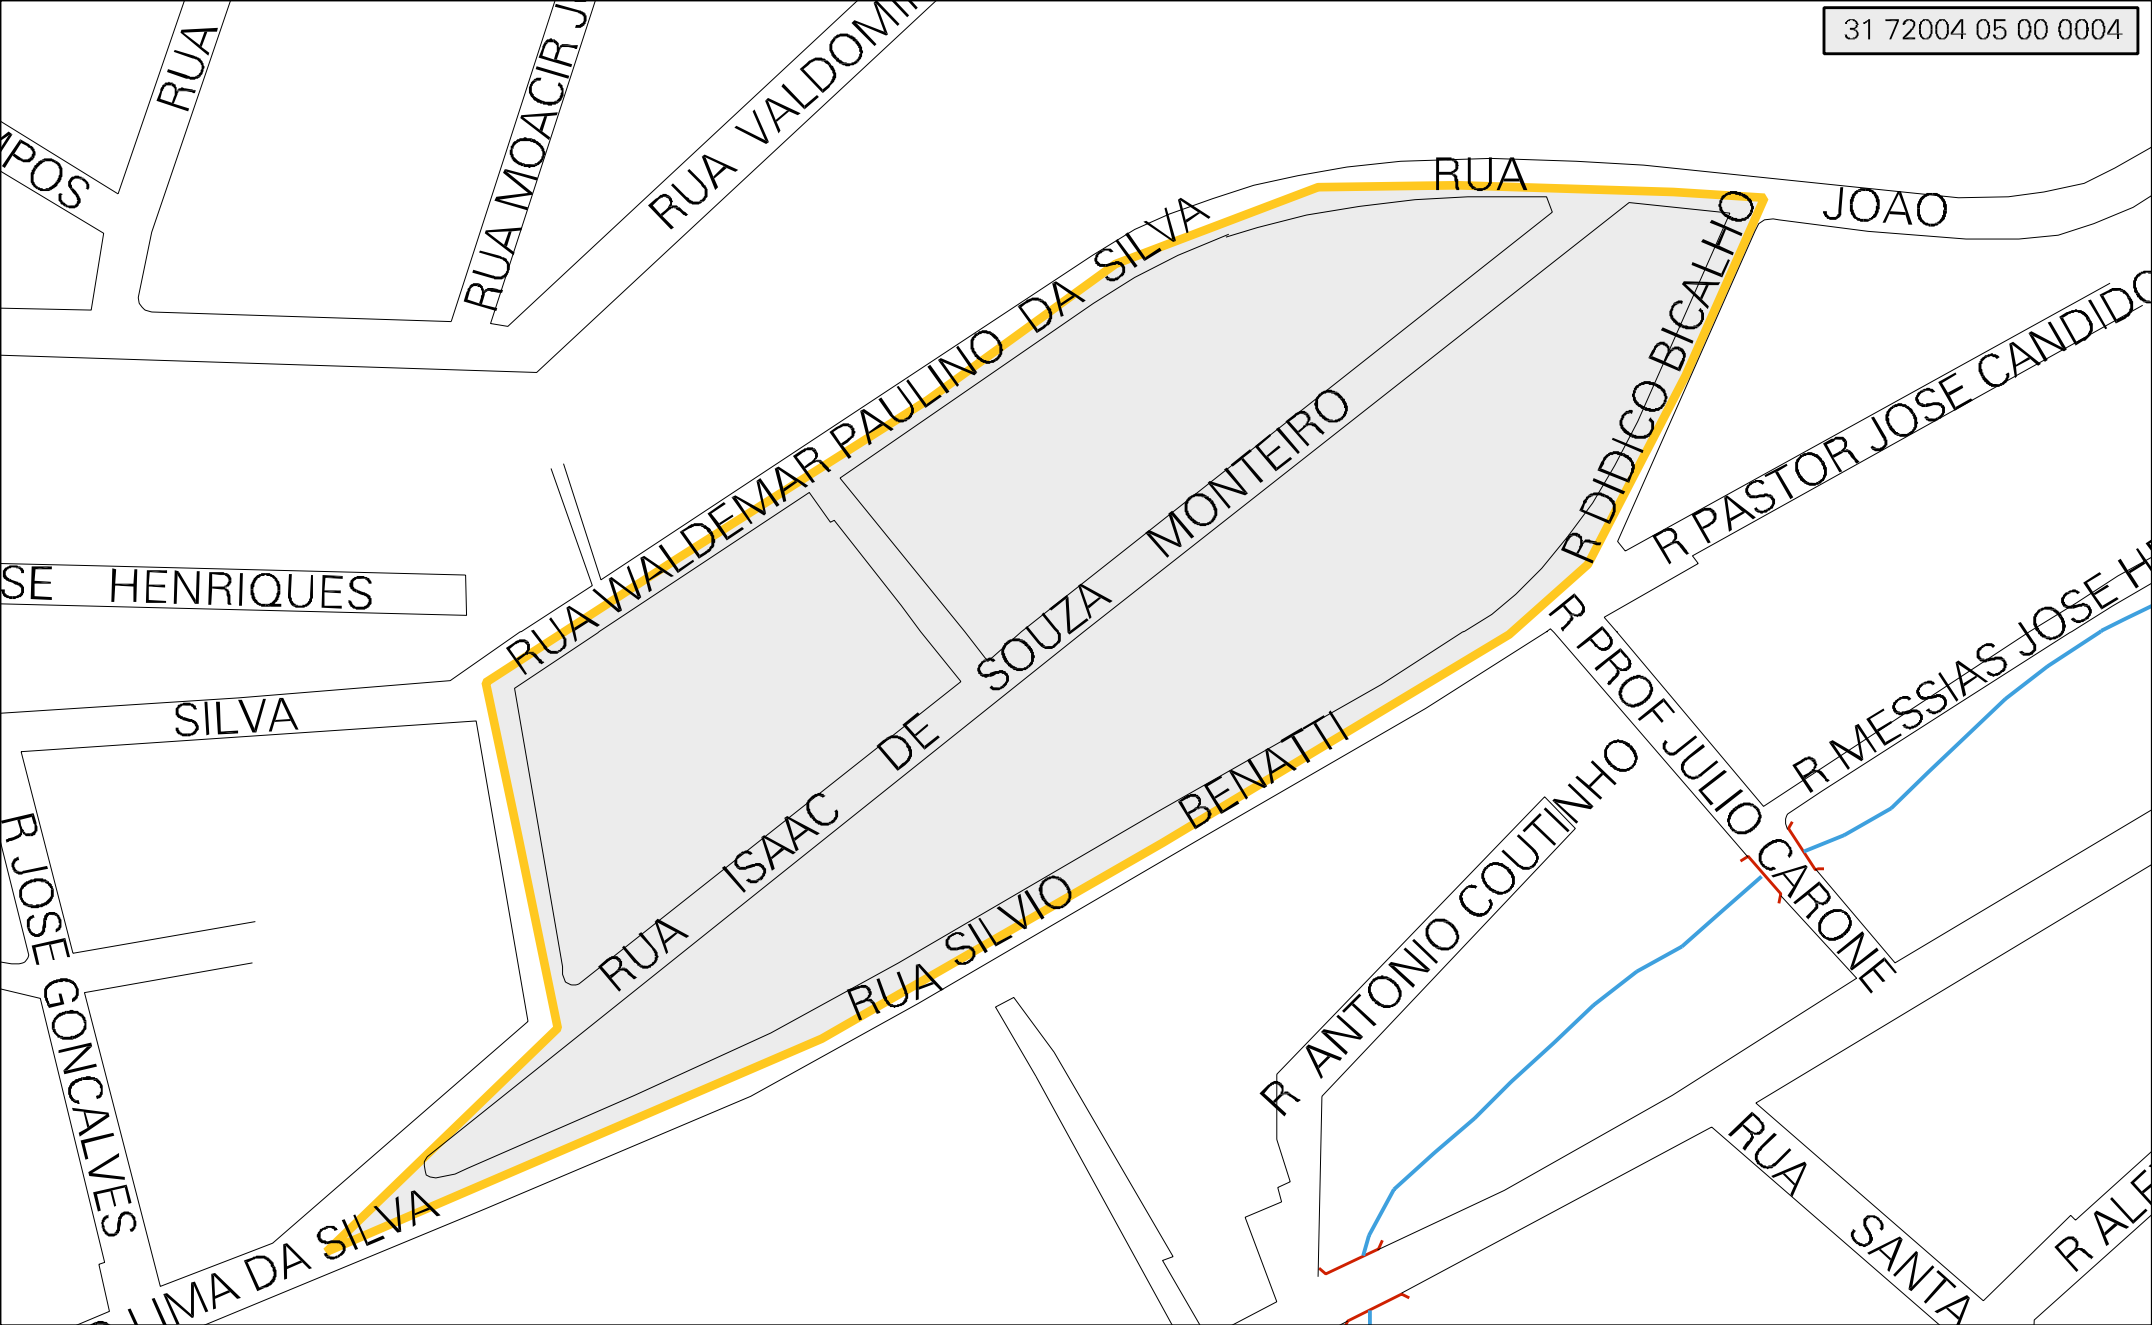 31 72004 05 00 0004
RUA
RUA MOACIR J
RUA VALDOMI
MPOS
RUA JOAO
RUA WALDEMAR PAULINO DA SILVA
R DIDICO BICALHO
R PASTOR JOSE CANDIDO
RUA ISAAC DE SOUZA MONTEIRO
SE HENRIQUES
R PROF JULIO CARONE
R MESSIAS JOSE H
SILVA
RUA SILVIO BENATTI
R ANTONIO COUTINHO
R JOSE GONCALVES
LIMA DA SILVA
RUA SANTA
R ALE